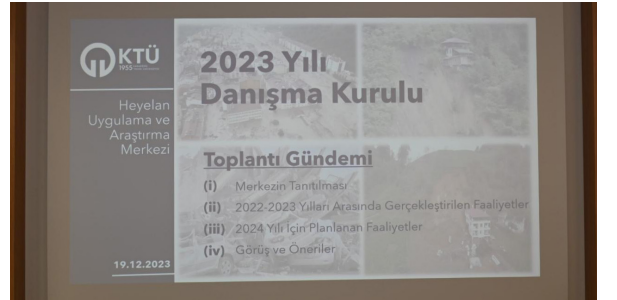 KTÜ
1955
Heyelan
Uygulama ve
Araştırma
Merkezi
19.12.2023
2023 Yılı
Danışma Kurulu
Toplantı Gündemi
(i) Merkezin Tanıtılması
(ii) 2022-2023 Yılları Arasında Gerçekleştirilen Faaliyetler
(iii) 2024 Yılı İçin Planlanan Faaliyetler
(iv) Görüş ve Öneriler